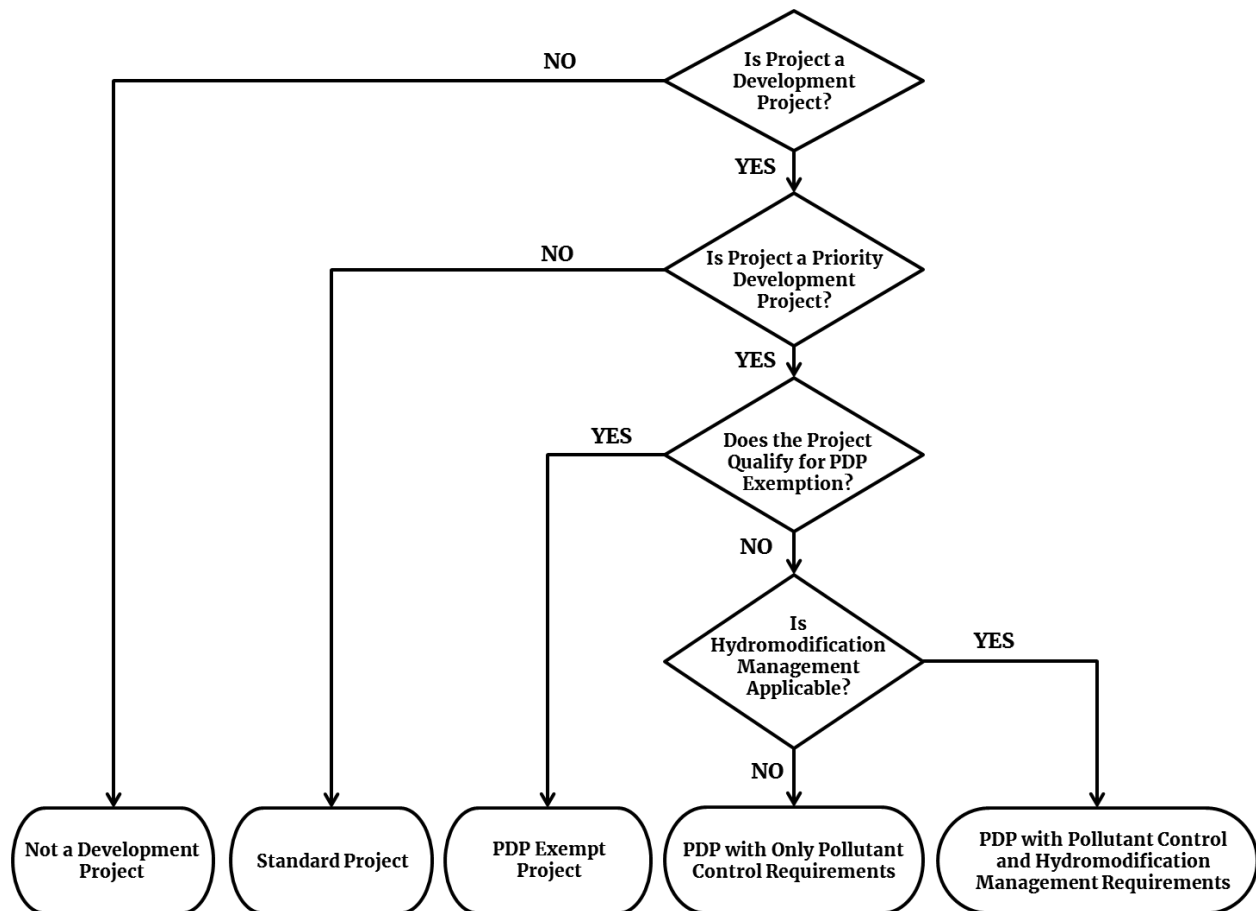 Is Project a
Development
Project?
NO
YES
Is Project a Priority
Development
Project?
NO
YES
Does the Project
Qualify for PDP
Exemption?
YES
NO
Is
Hydromodification
Management
Applicable?
YES
NO
Not a Development
Project
Standard Project
PDP Exempt
Project
PDP with Only Pollutant
Control Requirements
PDP with Pollutant Control
and Hydromodification
Management Requirements